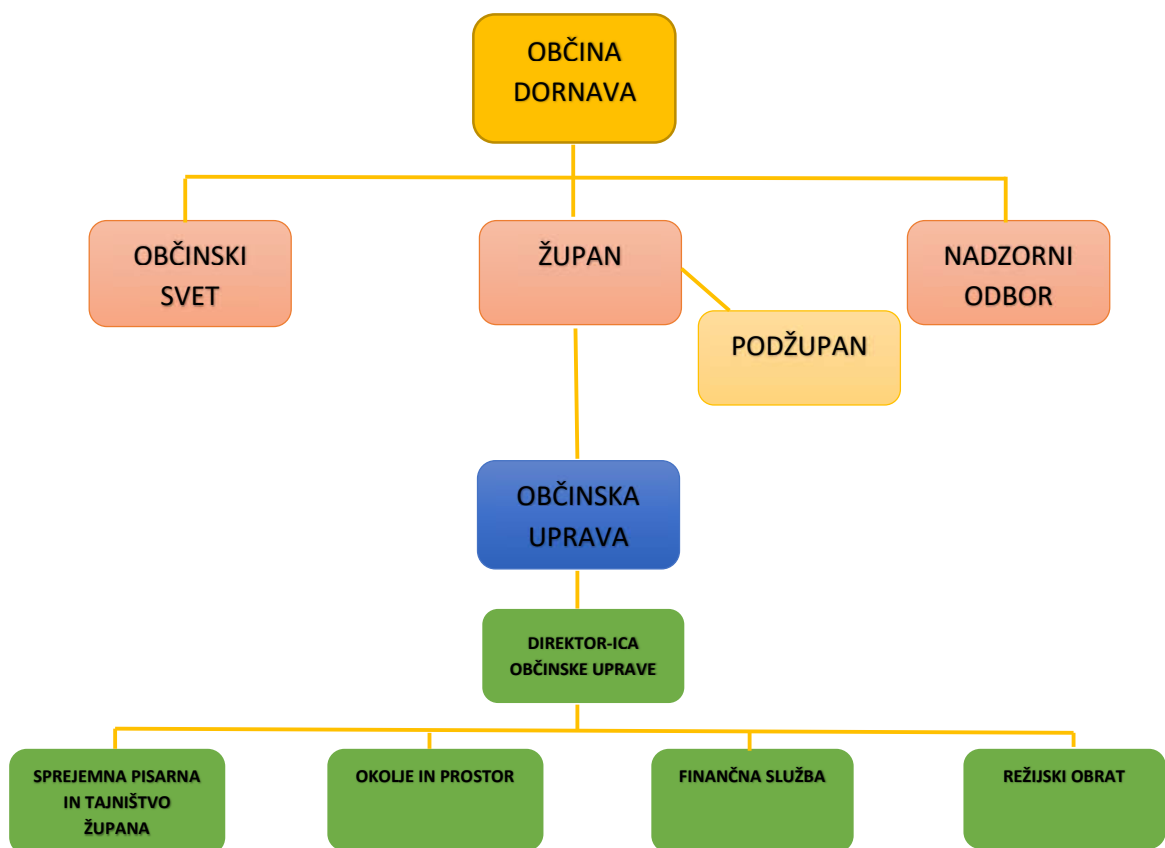 OBČINA
DORNAVA
OBČINSKI
SVET
ŽUPAN
NADZORNI
ODBOR
PODŽUPAN
OBČINSKA
UPRAVA
DIREKTOR-ICA
OBČINSKE UPRAVE
SPREJEMNA PISARNA
IN TAJNIŠTVO
ŽUPANA
OKOLJE IN PROSTOR
FINANČNA SLUŽBA
REŽIJSKI OBRAT